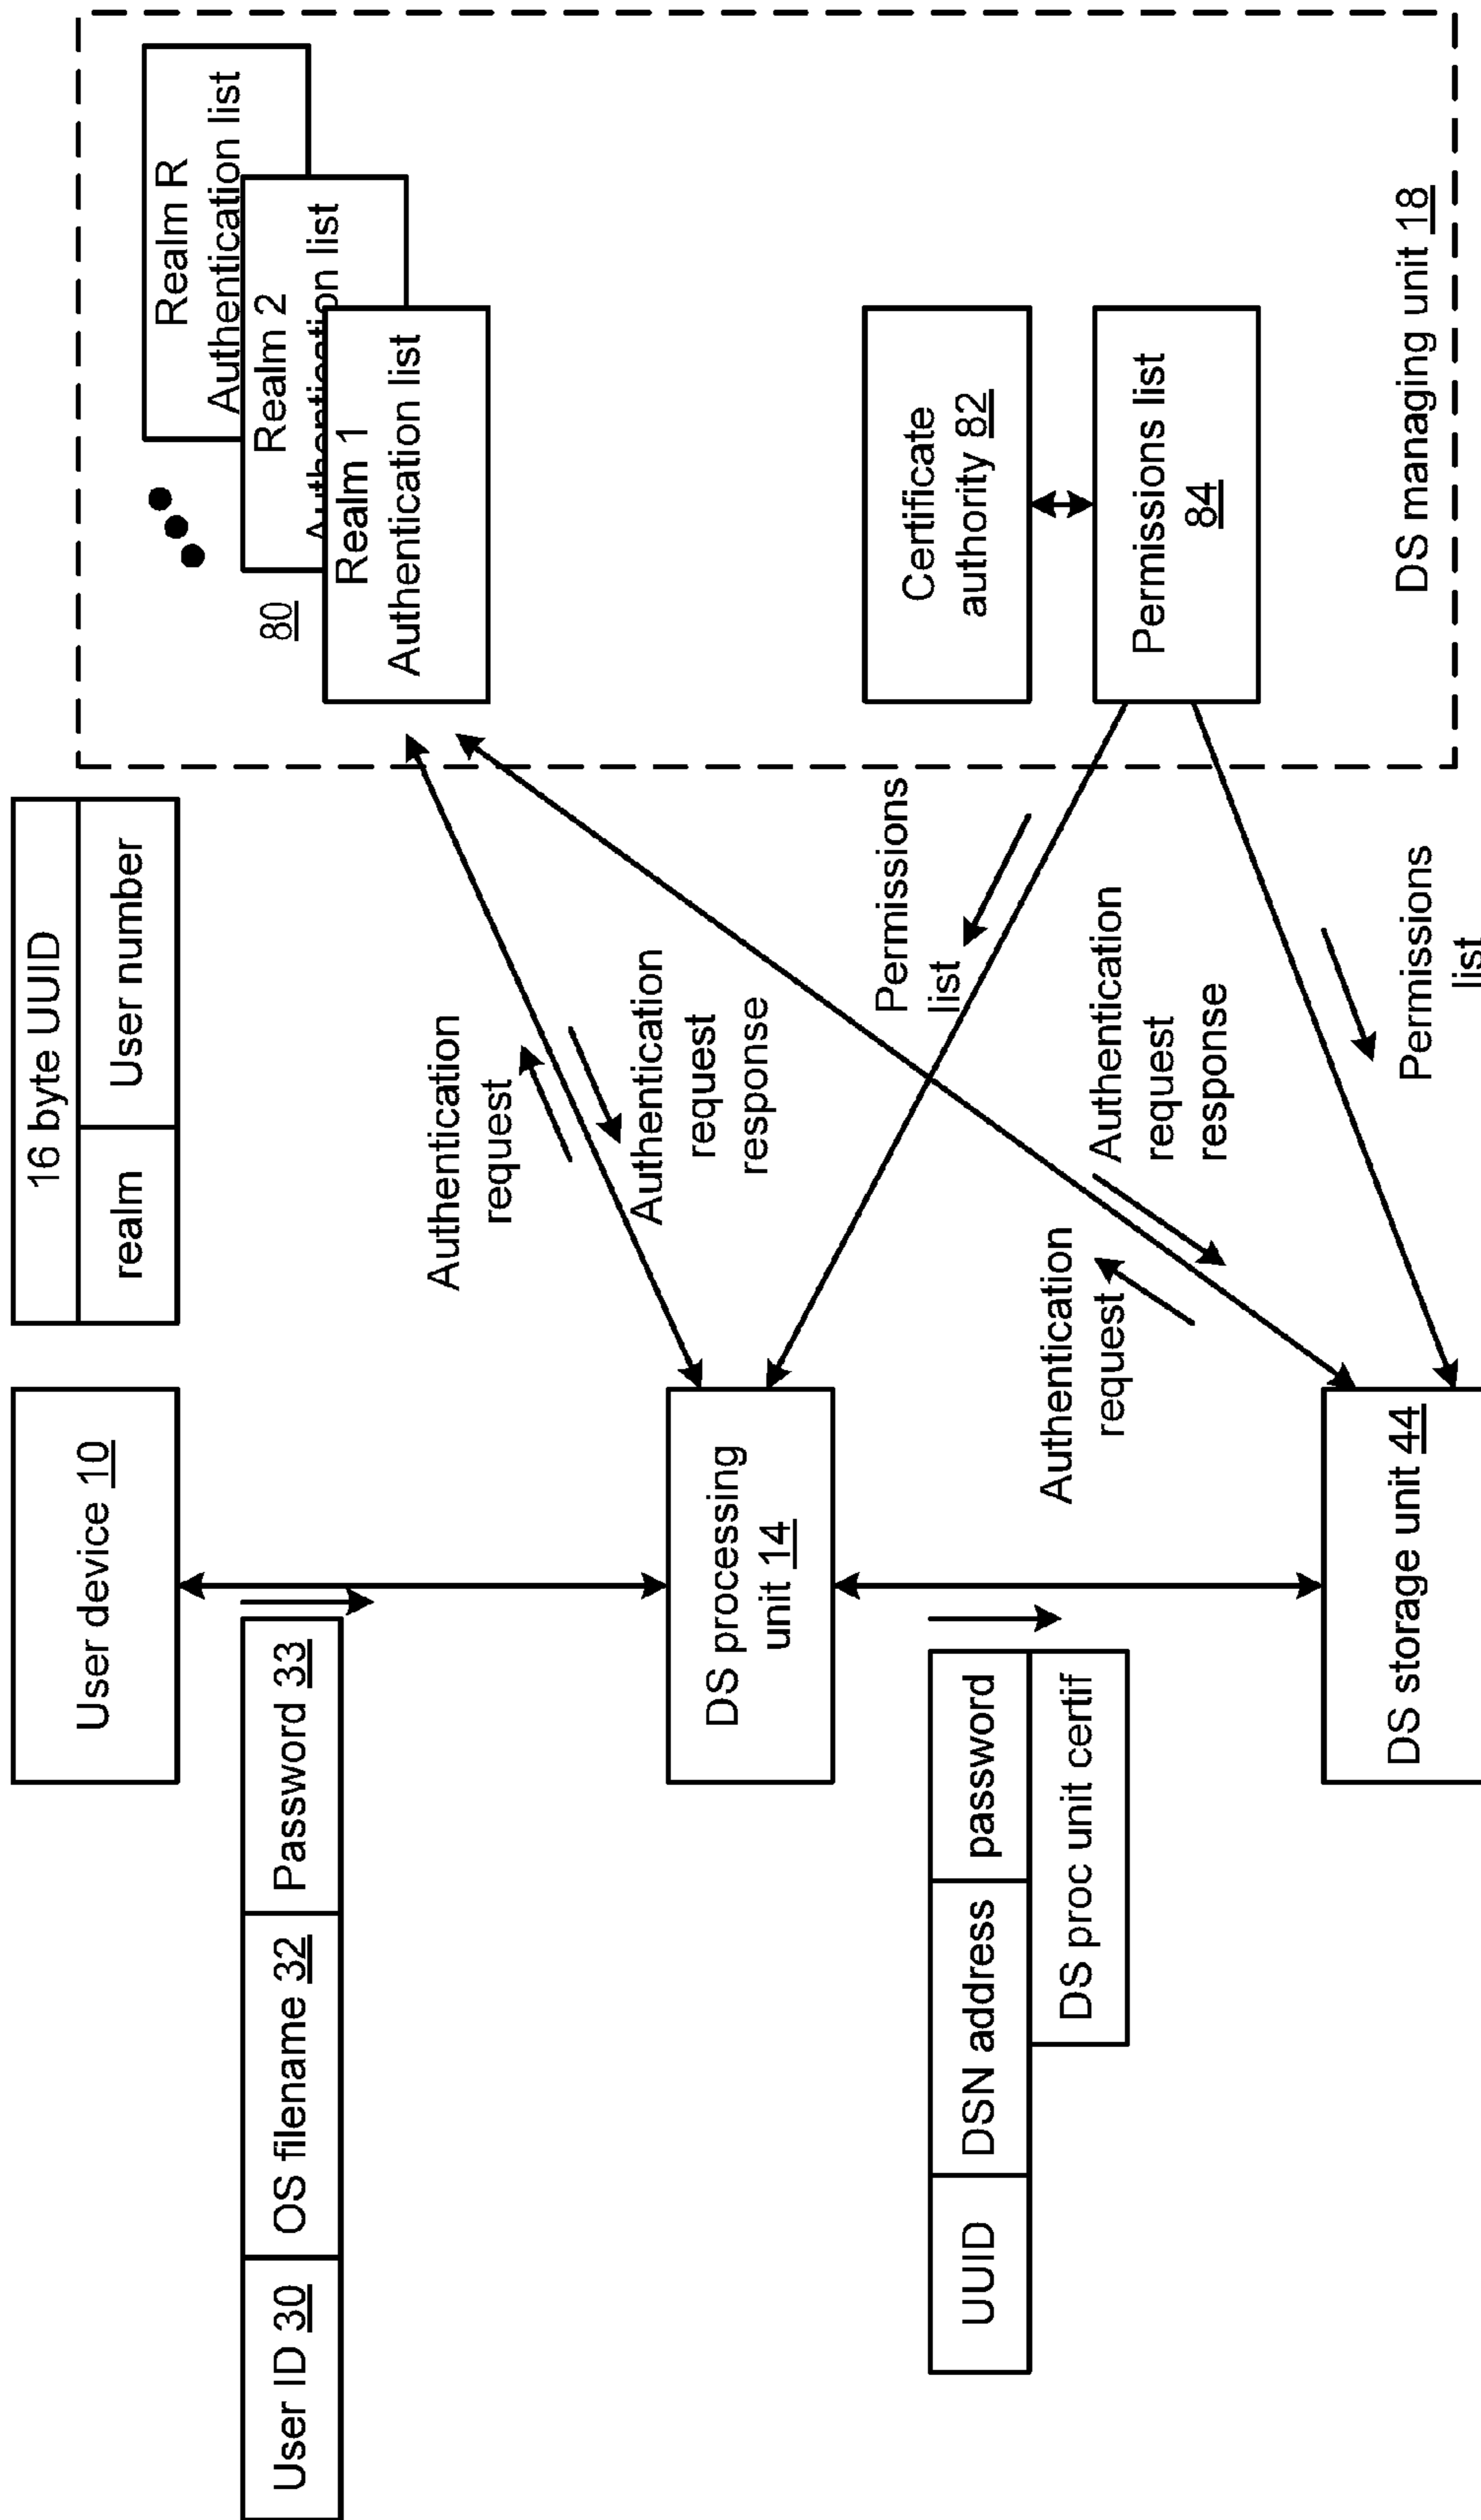 User device 10
16 byte UUID
realm
User number
User ID 30
OS filename 32
Password 33
Realm R
Authentication list
Realm 2
Authentication list
Realm 1
Authentication list
80
Authentication
request
Authentication
request
response
DS processing
unit 14
Permissions
list
Certificate
authority 82
Permissions list
84
UUID
DSN address
password
DS proc unit certif
Authentication
request
Authentication
request
response
DS storage unit 44
Permissions
list
DS managing unit 18